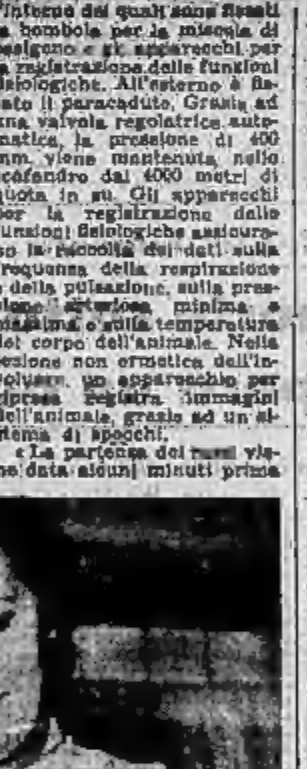 l'interno dei quali sono fissati
a bombola per la miscela di
ossigeno e gli apparecchi per
a registrazione delle funzioni
fisiologiche. All'esterno è fis-
sato il paracadute. Grazie ad
una valvola regolatrice auto-
matica, la pressione di 400
mm. viene mantenuta nello
scafandro dai 4000 metri di
quota in su. Gli apparecchi
per la registrazione delle
funzioni fisiologiche assicura-
no la raccolta dei dati sulla
frequenza della respirazione
e della pulsazione, sulla pres-
sione arteriosa minima e
massima e sulla temperatura
del corpo dell'animale. Nella
sezione non ermetica dell'in-
volucro, un apparecchio per
ripresa registra immagini
dell'animale, grazie ad un si-
stema di specchi.
« La partenza dei razzi vie-
ne data alcuni minuti prima